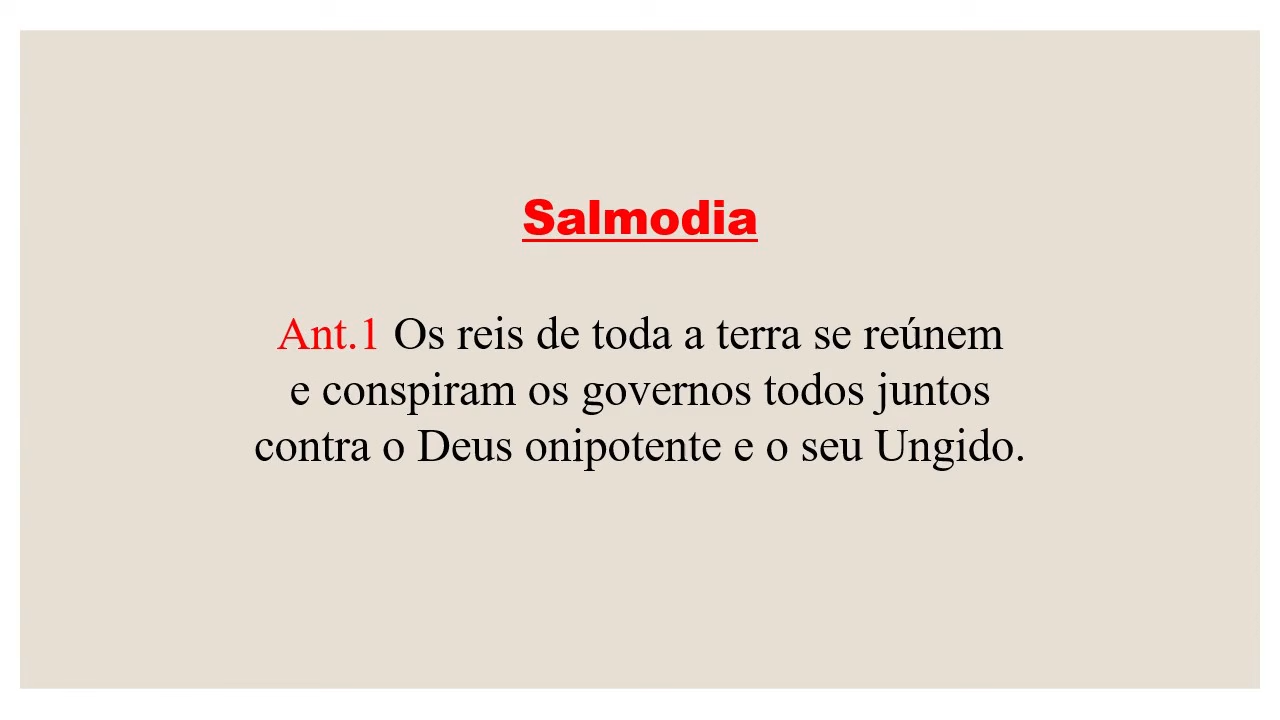 Salmodia
Ant.1 Os reis de toda a terra se reúnem
e conspiram os governos todos juntos
contra o Deus onipotente e o seu Ungido.